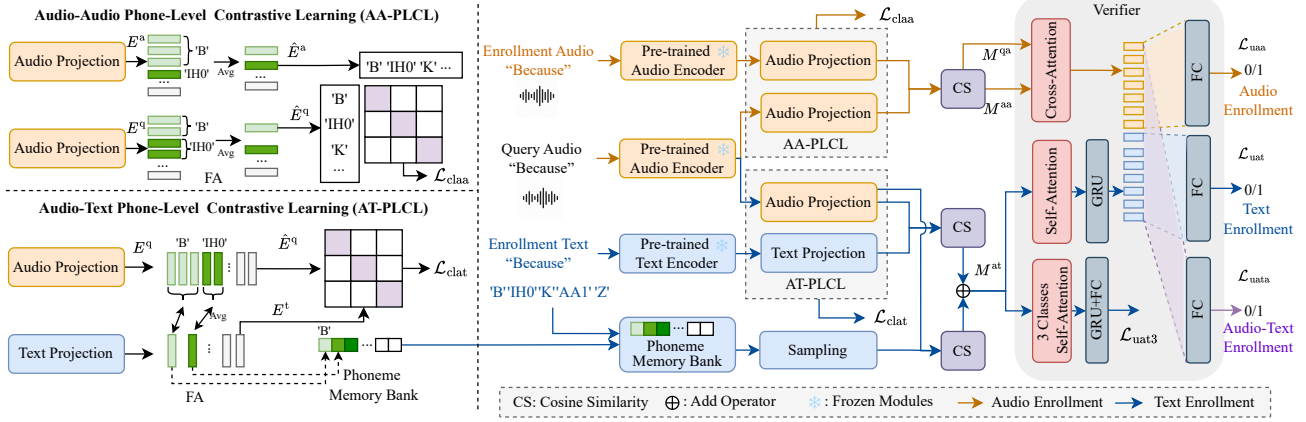 Audio-Audio Phone-Level Contrastive Learning (AA-PLCL)
Audio Projection
E^a
'B'
'IH0'
...
Avg
Ê^a
...
'B' 'IH0' 'K' ...
Audio Projection
E^q
'B'
'IH0'
...
FA
Avg
Ê^q
...
'B'
'IH0'
'K'
...
L_claa
Audio-Text Phone-Level Contrastive Learning (AT-PLCL)
Audio Projection
E^q
'B' 'IH0'
Ê^q
L_clat
Avg
E^t
Text Projection
FA
'B'
...
Phoneme
Memory Bank
Enrollment Audio
“Because”
Pre-trained
Audio Encoder
Audio Projection
L_claa
Query Audio
“Because”
Pre-trained
Audio Encoder
Audio Projection
AA-PLCL
Audio Projection
Enrollment Text
“Because”
Pre-trained
Text Encoder
Text Projection
AT-PLCL
L_clat
'B''IH0''K''AA1''Z'
...
Phoneme
Memory Bank
Sampling
CS
CS
CS
M^qa
M^aa
M^at
Verifier
Cross-Attention
Self-Attention
GRU
3 Classes
Self-Attention
GRU+FC
L_uat3
FC
FC
FC
L_uaa
0/1
Audio
Enrollment
L_uat
0/1
Text
Enrollment
L_uata
0/1
Audio-Text
Enrollment
CS: Cosine Similarity
⊕: Add Operator
❄: Frozen Modules
Audio Enrollment
Text Enrollment